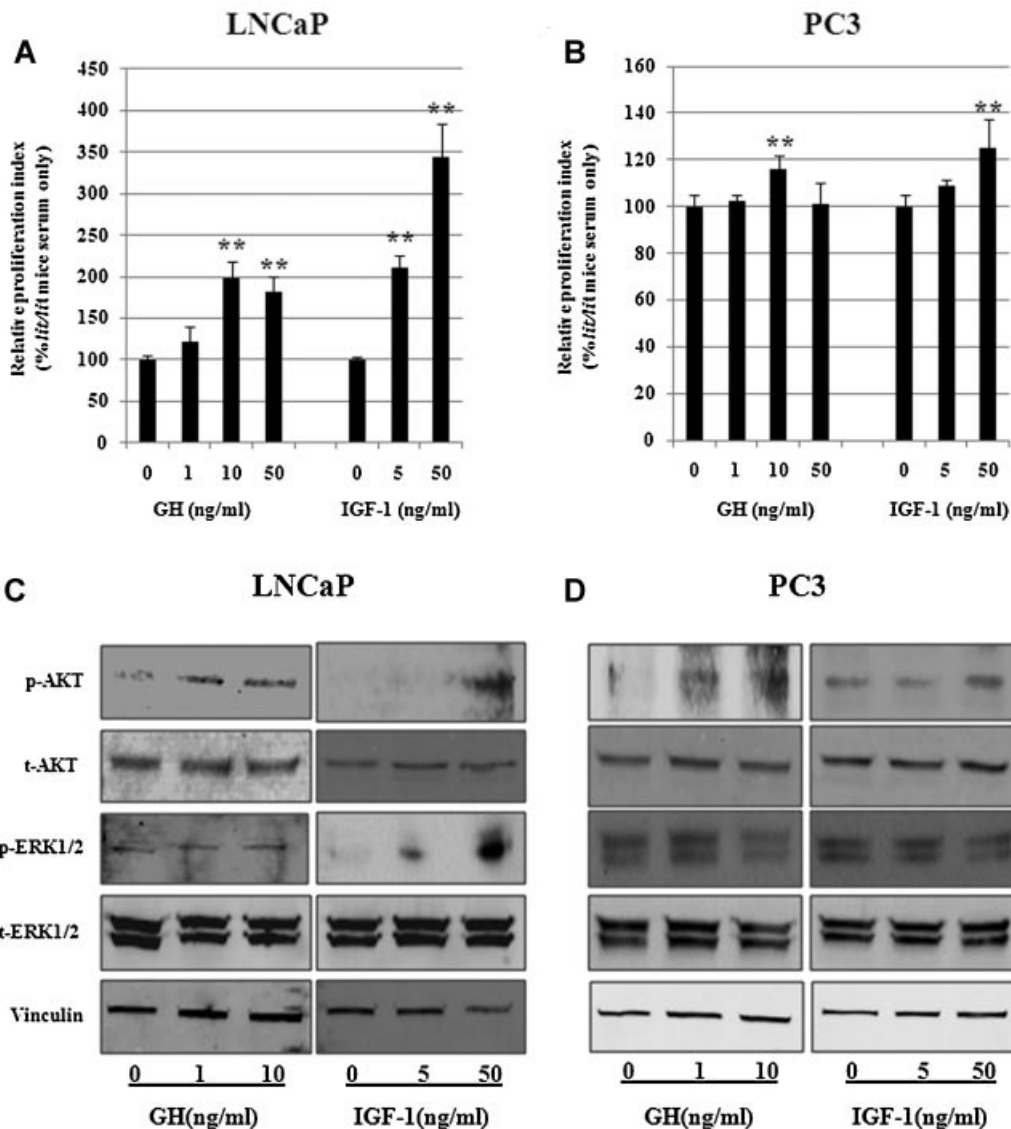 LNCaP
PC3
A
B
450
400
350
300
250
200
150
100
50
0
Relative proliferation index
(% lit/lit mice serum only)
**
**
**
**
0 1 10 50 0 5 50
GH (ng/ml) IGF-1 (ng/ml)
160
140
120
100
80
60
40
20
0
Relative proliferation index
(% lit/lit mice serum only)
**
**
0 1 10 50 0 5 50
GH (ng/ml) IGF-1 (ng/ml)
C
LNCaP
D
PC3
p-AKT
t-AKT
p-ERK1/2
t-ERK1/2
Vinculin
0 1 10 0 5 50
GH(ng/ml) IGF-1(ng/ml)
0 1 10 0 5 50
GH(ng/ml) IGF-1(ng/ml)